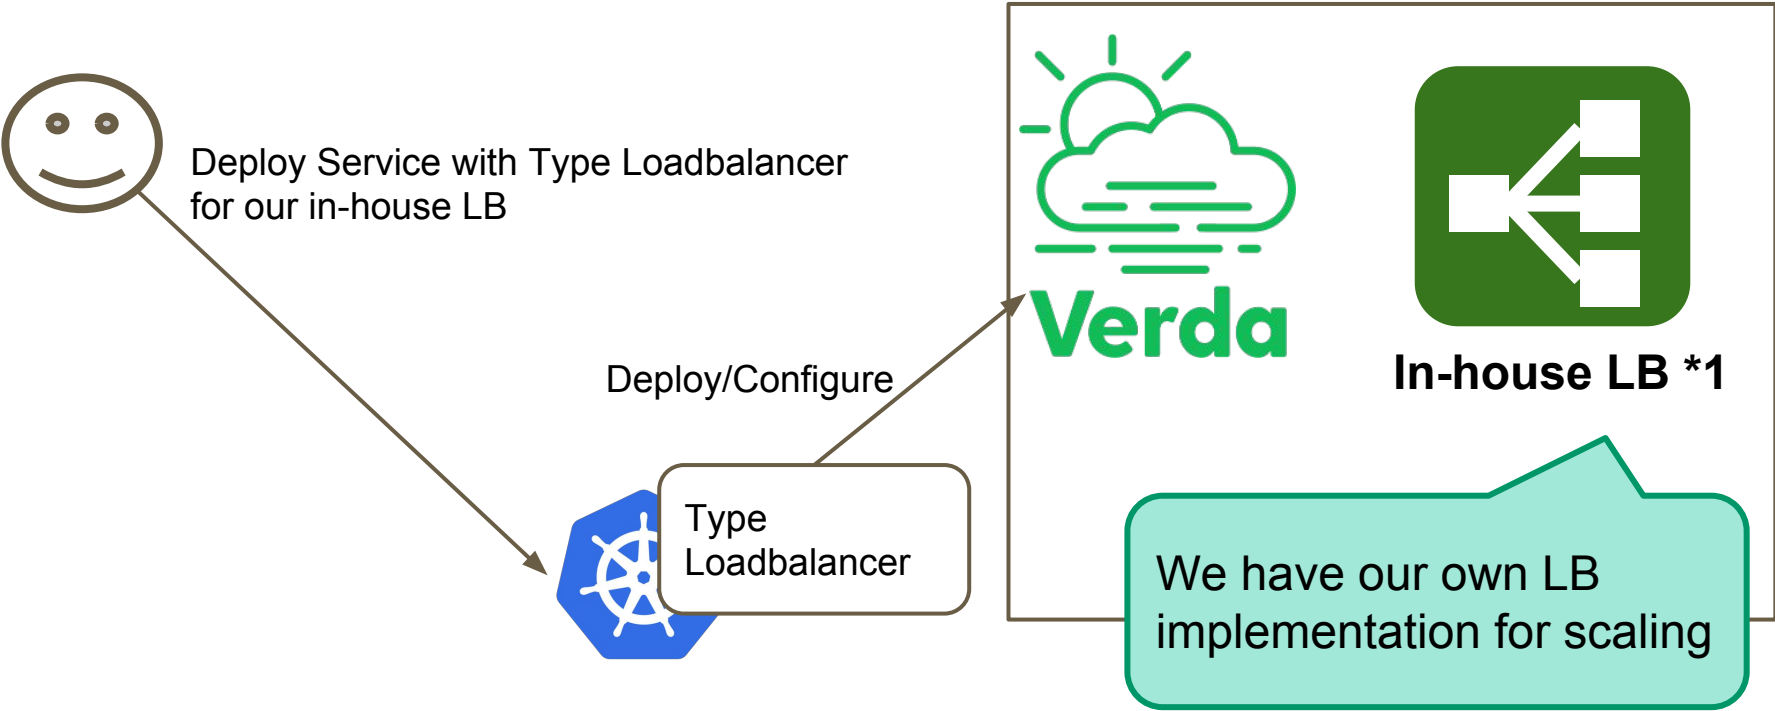 Deploy Service with Type Loadbalancer
for our in-house LB
Verda
In-house LB *1
Deploy/Configure
Type
Loadbalancer
We have our own LB
implementation for scaling